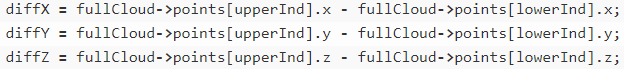 diffX = fullCloud->points[upperInd].x - fullCloud->points[lowerInd].x;
diffY = fullCloud->points[upperInd].y - fullCloud->points[lowerInd].y;
diffZ = fullCloud->points[upperInd].z - fullCloud->points[lowerInd].z;